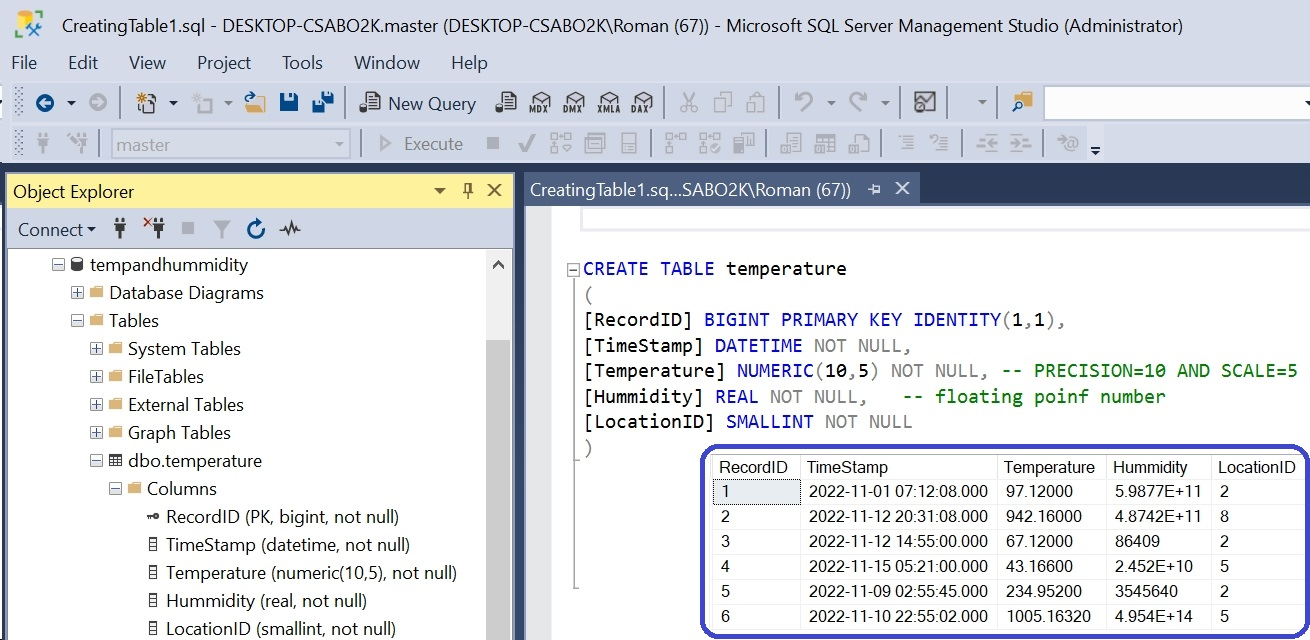 CreatingTable1.sql - DESKTOP-CSABO2K.master (DESKTOP-CSABO2K\Roman (67)) - Microsoft SQL Server Management Studio (Administrator)
File Edit View Project Tools Window Help
New Query MDX DMX XMLA DAX
master Execute
Object Explorer
Connect
tempandhummidity
Database Diagrams
Tables
System Tables
FileTables
External Tables
Graph Tables
dbo.temperature
Columns
RecordID (PK, bigint, not null)
TimeStamp (datetime, not null)
Temperature (numeric(10,5), not null)
Hummidity (real, not null)
LocationID (smallint, not null)
CreatingTable1.sq...SABO2K\Roman (67))
CREATE TABLE temperature
(
[RecordID] BIGINT PRIMARY KEY IDENTITY(1,1),
[TimeStamp] DATETIME NOT NULL,
[Temperature] NUMERIC(10,5) NOT NULL, -- PRECISION=10 AND SCALE=5
[Hummidity] REAL NOT NULL, -- floating poinf number
[LocationID] SMALLINT NOT NULL
)
RecordID TimeStamp Temperature Hummidity LocationID
1 2022-11-01 07:12:08.000 97.12000 5.9877E+11 2
2 2022-11-12 20:31:08.000 942.16000 4.8742E+11 8
3 2022-11-12 14:55:00.000 67.12000 86409 2
4 2022-11-15 05:21:00.000 43.16600 2.452E+10 5
5 2022-11-09 02:55:45.000 234.95200 3545640 2
6 2022-11-10 22:55:02.000 1005.16320 4.954E+14 5